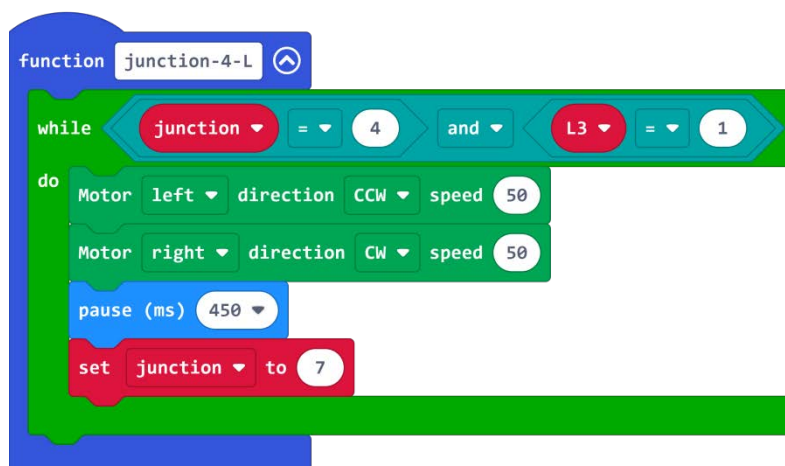 function junction-4-L
while junction = 4 and L3 = 1
do
Motor left direction CCW speed 50
Motor right direction CW speed 50
pause (ms) 450
set junction to 7